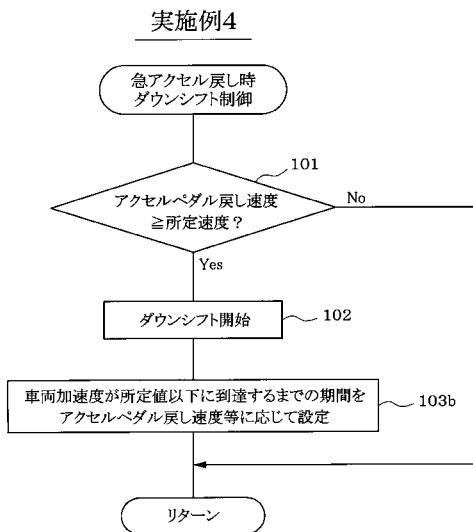 実施例4
急アクセル戻し時
ダウンシフト制御
101
アクセルペダル戻し速度
≧所定速度？
No
Yes
ダウンシフト開始
102
車両加速度が所定値以下に到達するまでの期間を
アクセルペダル戻し速度等に応じて設定
103b
リターン